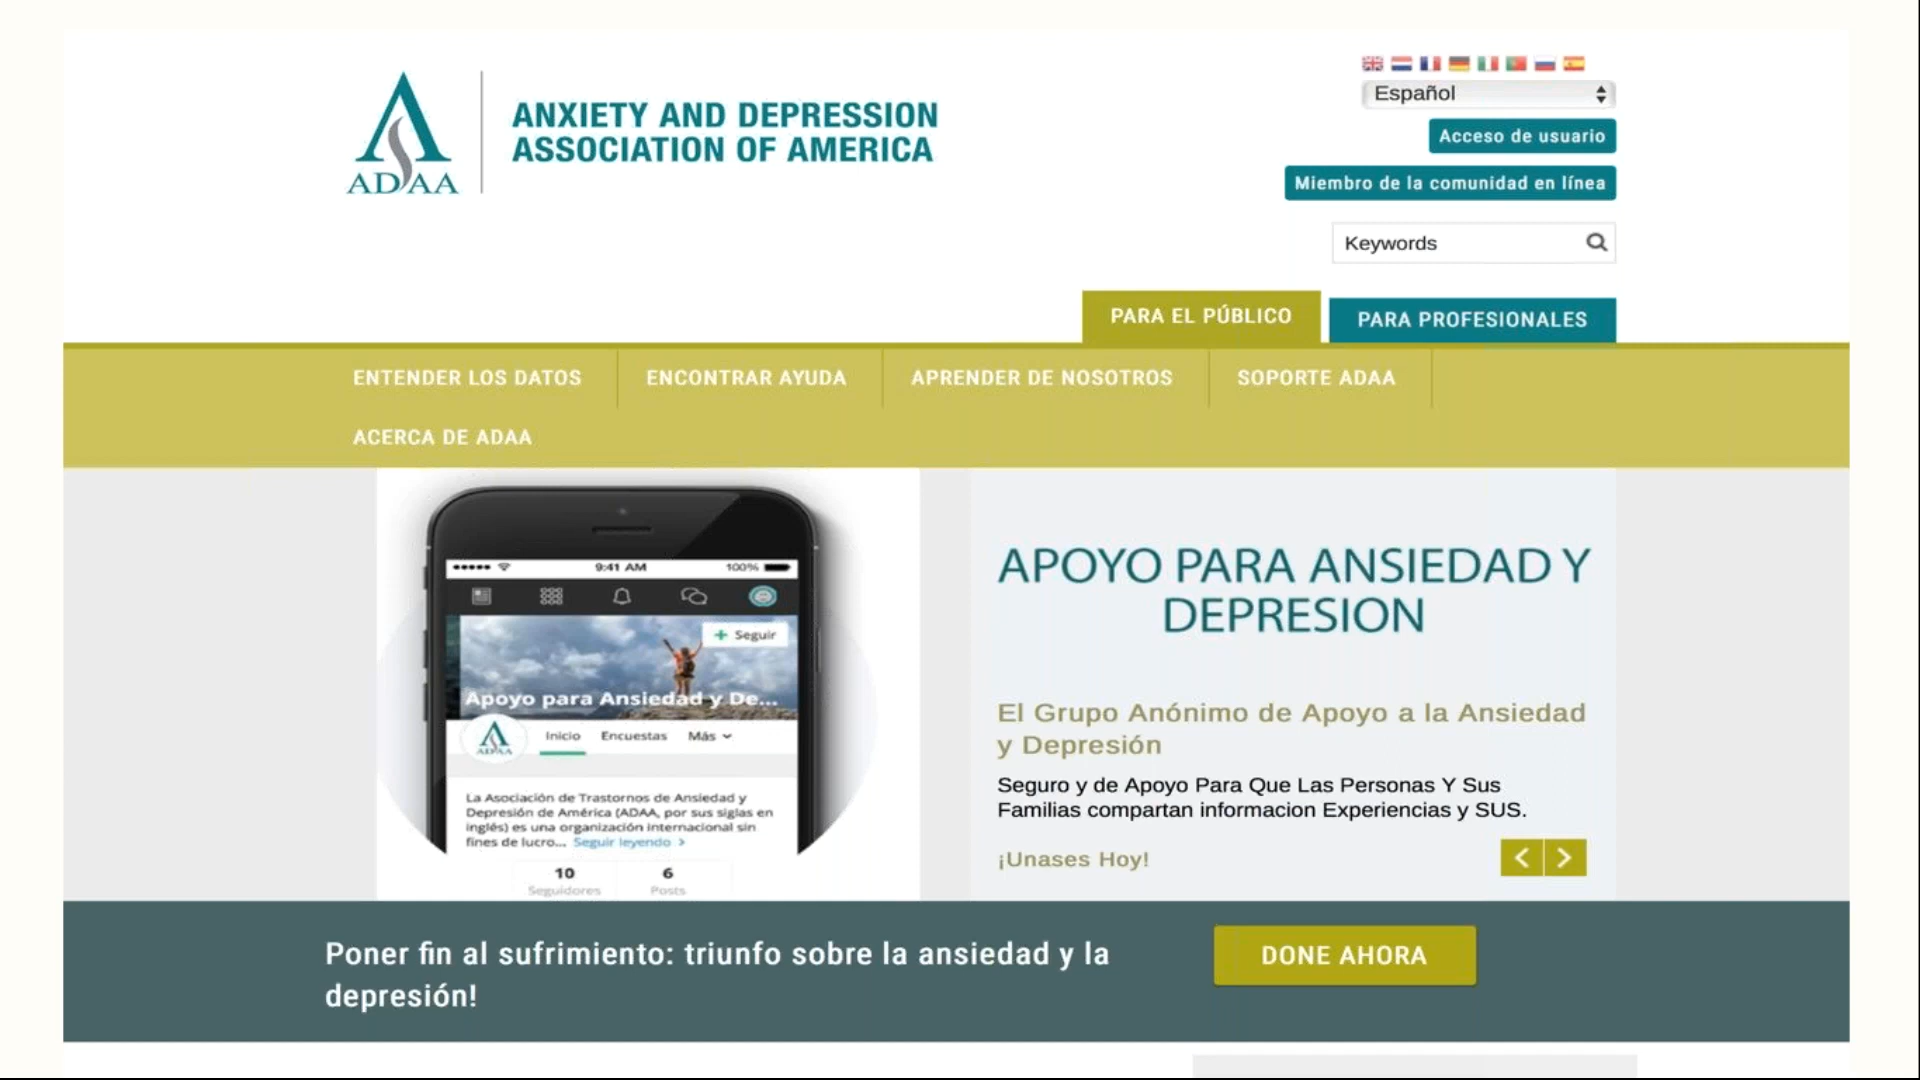 Español
ANXIETY AND DEPRESSION
ASSOCIATION OF AMERICA
ADAA
Acceso de usuario
Miembro de la comunidad en línea
Keywords
PARA EL PÚBLICO
PARA PROFESIONALES
ENTENDER LOS DATOS
ENCONTRAR AYUDA
APRENDER DE NOSOTROS
SOPORTE ADAA
ACERCA DE ADAA
9:41 AM
100%
+ Seguir
Apoyo para Ansiedad y De...
ADAA
Inicio
Encuestas
Más
La Asociación de Trastornos de Ansiedad y
Depresión de América (ADAA, por sus siglas en
inglés) es una organización internacional sin
fines de lucro... Seguir leyendo >
10
6
Seguidores
Posts
APOYO PARA ANSIEDAD Y
DEPRESION
El Grupo Anónimo de Apoyo a la Ansiedad
y Depresión
Seguro y de Apoyo Para Que Las Personas Y Sus
Familias compartan informacion Experiencias y SUS.
¡Unases Hoy!
Poner fin al sufrimiento: triunfo sobre la ansiedad y la
depresión!
DONE AHORA